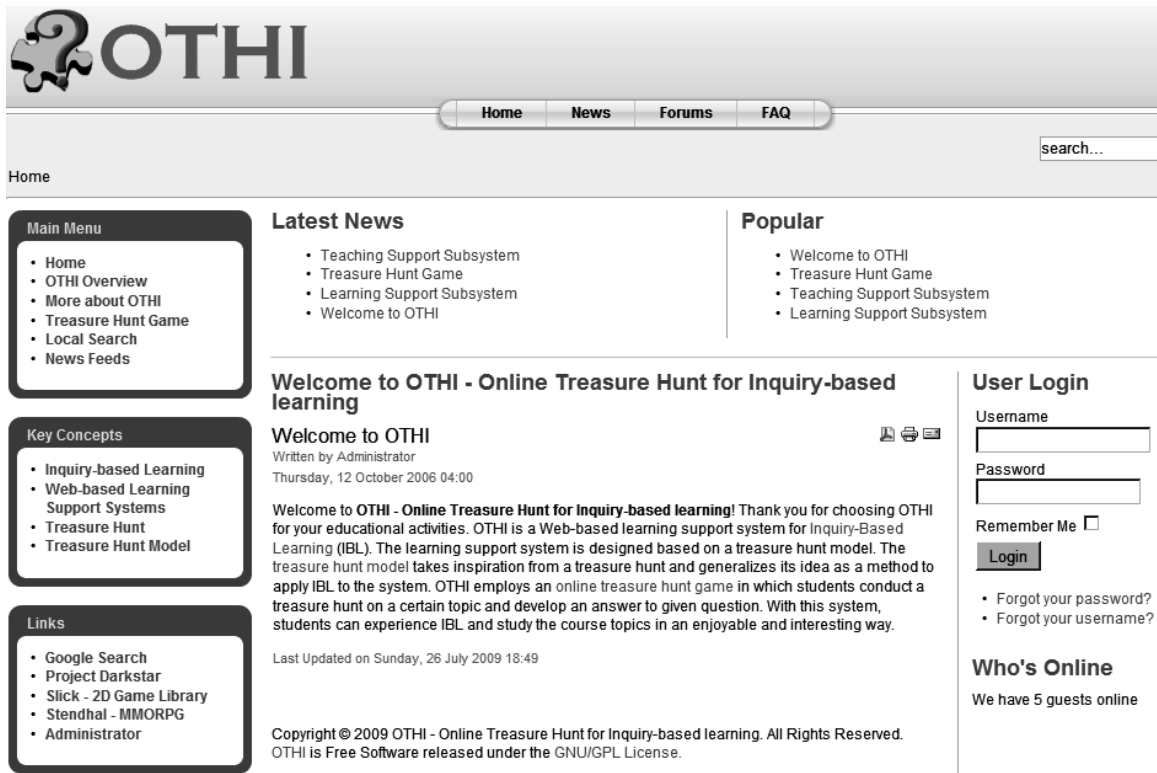 OTHI
Home News Forums FAQ
search...
Home
Main Menu
Home
OTHI Overview
More about OTHI
Treasure Hunt Game
Local Search
News Feeds
Key Concepts
Inquiry-based Learning
Web-based Learning
Support Systems
Treasure Hunt
Treasure Hunt Model
Links
Google Search
Project Darkstar
Slick - 2D Game Library
Stendhal - MMORPG
Administrator
Latest News
Teaching Support Subsystem
Treasure Hunt Game
Learning Support Subsystem
Welcome to OTHI
Popular
Welcome to OTHI
Treasure Hunt Game
Teaching Support Subsystem
Learning Support Subsystem
Welcome to OTHI - Online Treasure Hunt for Inquiry-based
learning
Welcome to OTHI
Written by Administrator
Thursday, 12 October 2006 04:00
Welcome to OTHI - Online Treasure Hunt for Inquiry-based learning! Thank you for choosing OTHI
for your educational activities. OTHI is a Web-based learning support system for Inquiry-Based
Learning (IBL). The learning support system is designed based on a treasure hunt model. The
treasure hunt model takes inspiration from a treasure hunt and generalizes its idea as a method to
apply IBL to the system. OTHI employs an online treasure hunt game in which students conduct a
treasure hunt on a certain topic and develop an answer to given question. With this system,
students can experience IBL and study the course topics in an enjoyable and interesting way.
Last Updated on Sunday, 26 July 2009 18:49
Copyright © 2009 OTHI - Online Treasure Hunt for Inquiry-based learning. All Rights Reserved.
OTHI is Free Software released under the GNU/GPL License.
User Login
Username
Password
Remember Me
Login
Forgot your password?
Forgot your username?
Who's Online
We have 5 guests online